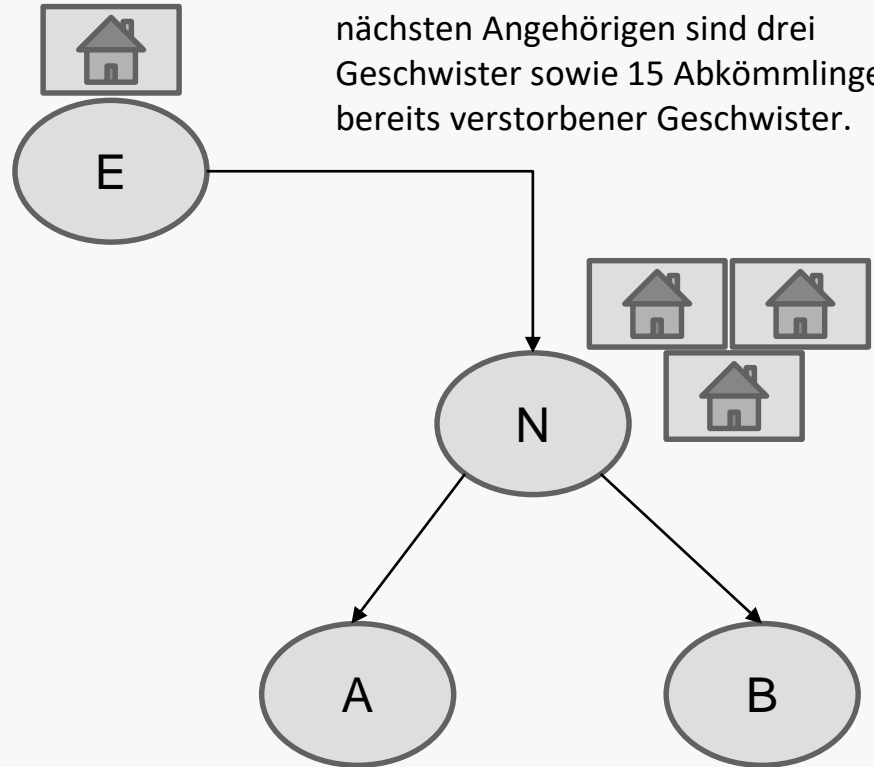 nächsten Angehörigen sind drei
Geschwister sowie 15 Abkömmlinge
bereits verstorbener Geschwister.
E
N
A
B